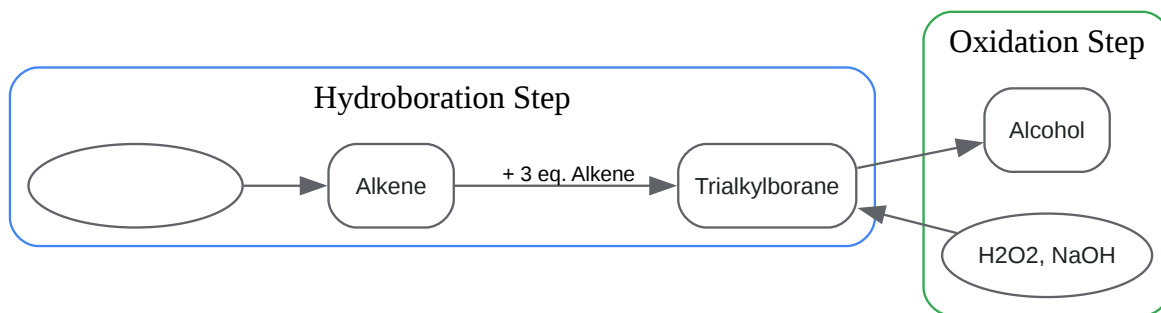 Oxidation Step
Hydroboration Step
Alcohol
Alkene
+ 3 eq. Alkene
Trialkylborane
H2O2, NaOH